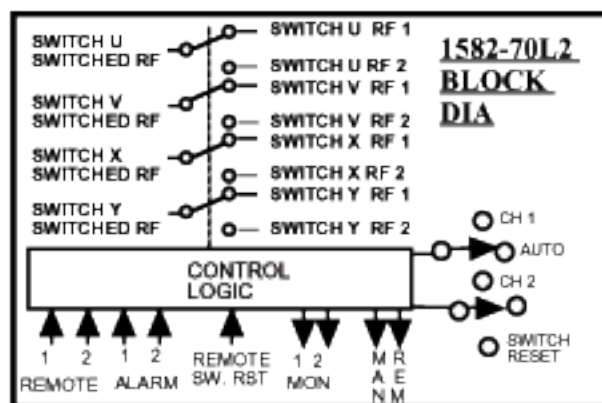 SWITCH U
SWITCHED RF
SWITCH U RF 1
SWITCH U RF 2
SWITCH V
SWITCHED RF
SWITCH V RF 1
SWITCH V RF 2
SWITCH X
SWITCHED RF
SWITCH X RF 1
SWITCH X RF 2
SWITCH Y
SWITCHED RF
SWITCH Y RF 1
SWITCH Y RF 2
1582-70L2
BLOCK
DIA
CH 1
AUTO
CH 2
SWITCH
RESET
CONTROL
LOGIC
1 2
REMOTE
1 2
ALARM
REMOTE
SW. RST
1 2
MON
MAN
REM